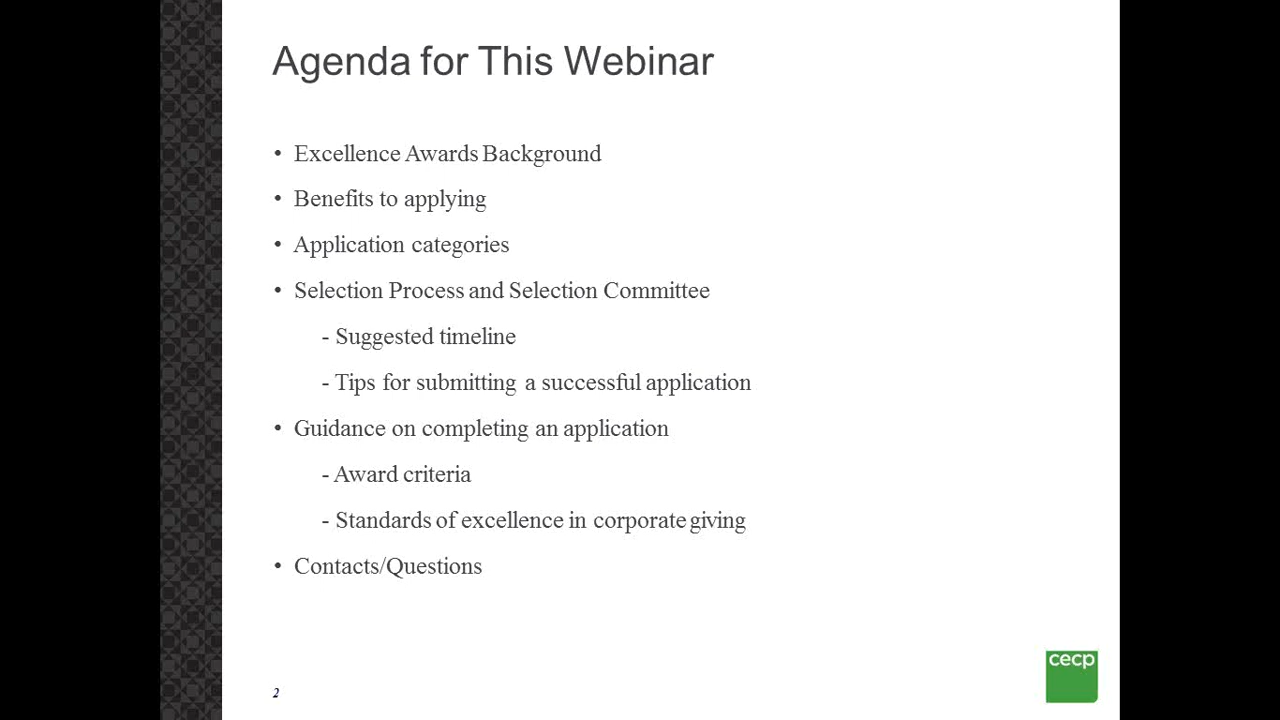 Agenda for This Webinar
• Excellence Awards Background
• Benefits to applying
• Application categories
• Selection Process and Selection Committee
- Suggested timeline
- Tips for submitting a successful application
• Guidance on completing an application
- Award criteria
- Standards of excellence in corporate giving
• Contacts/Questions
cecp
2